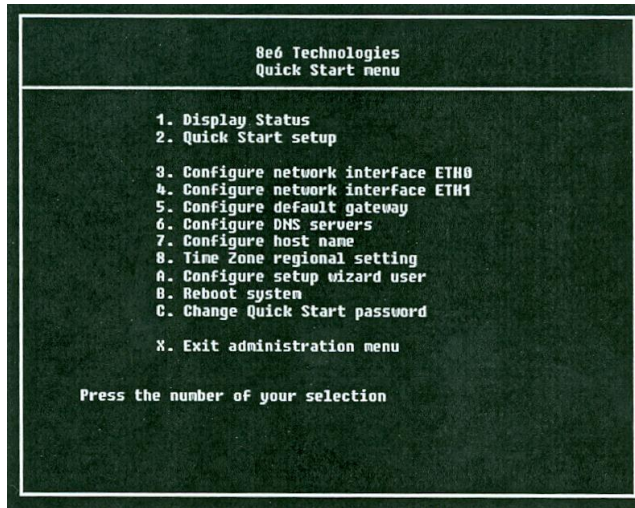 8e6 Technologies
Quick Start menu
1. Display Status
2. Quick Start setup
3. Configure network interface ETH0
4. Configure network interface ETH1
5. Configure default gateway
6. Configure DNS servers
7. Configure host name
8. Time Zone regional setting
A. Configure setup wizard user
B. Reboot system
C. Change Quick Start password
X. Exit administration menu
Press the number of your selection